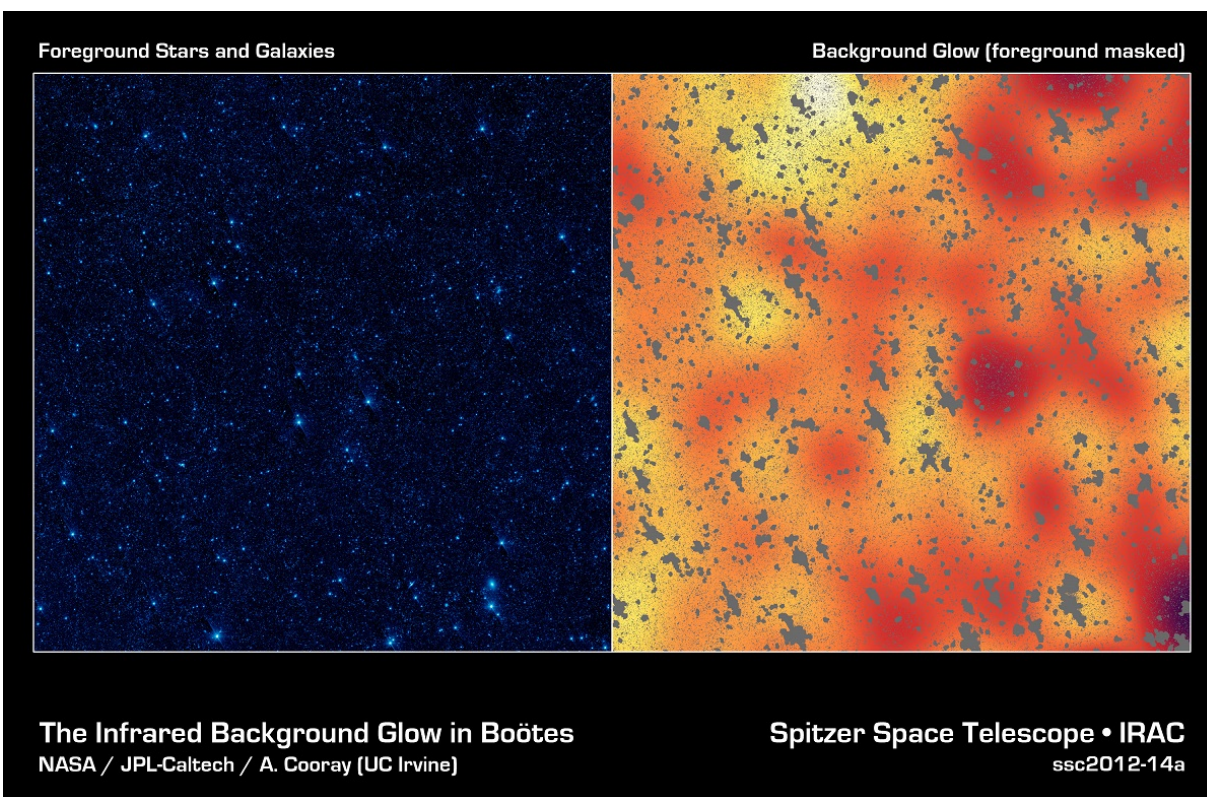 Foreground Stars and Galaxies
Background Glow (foreground masked)
The Infrared Background Glow in Boötes
NASA / JPL-Caltech / A. Cooray (UC Irvine)
Spitzer Space Telescope • IRAC
ssc2012-14a